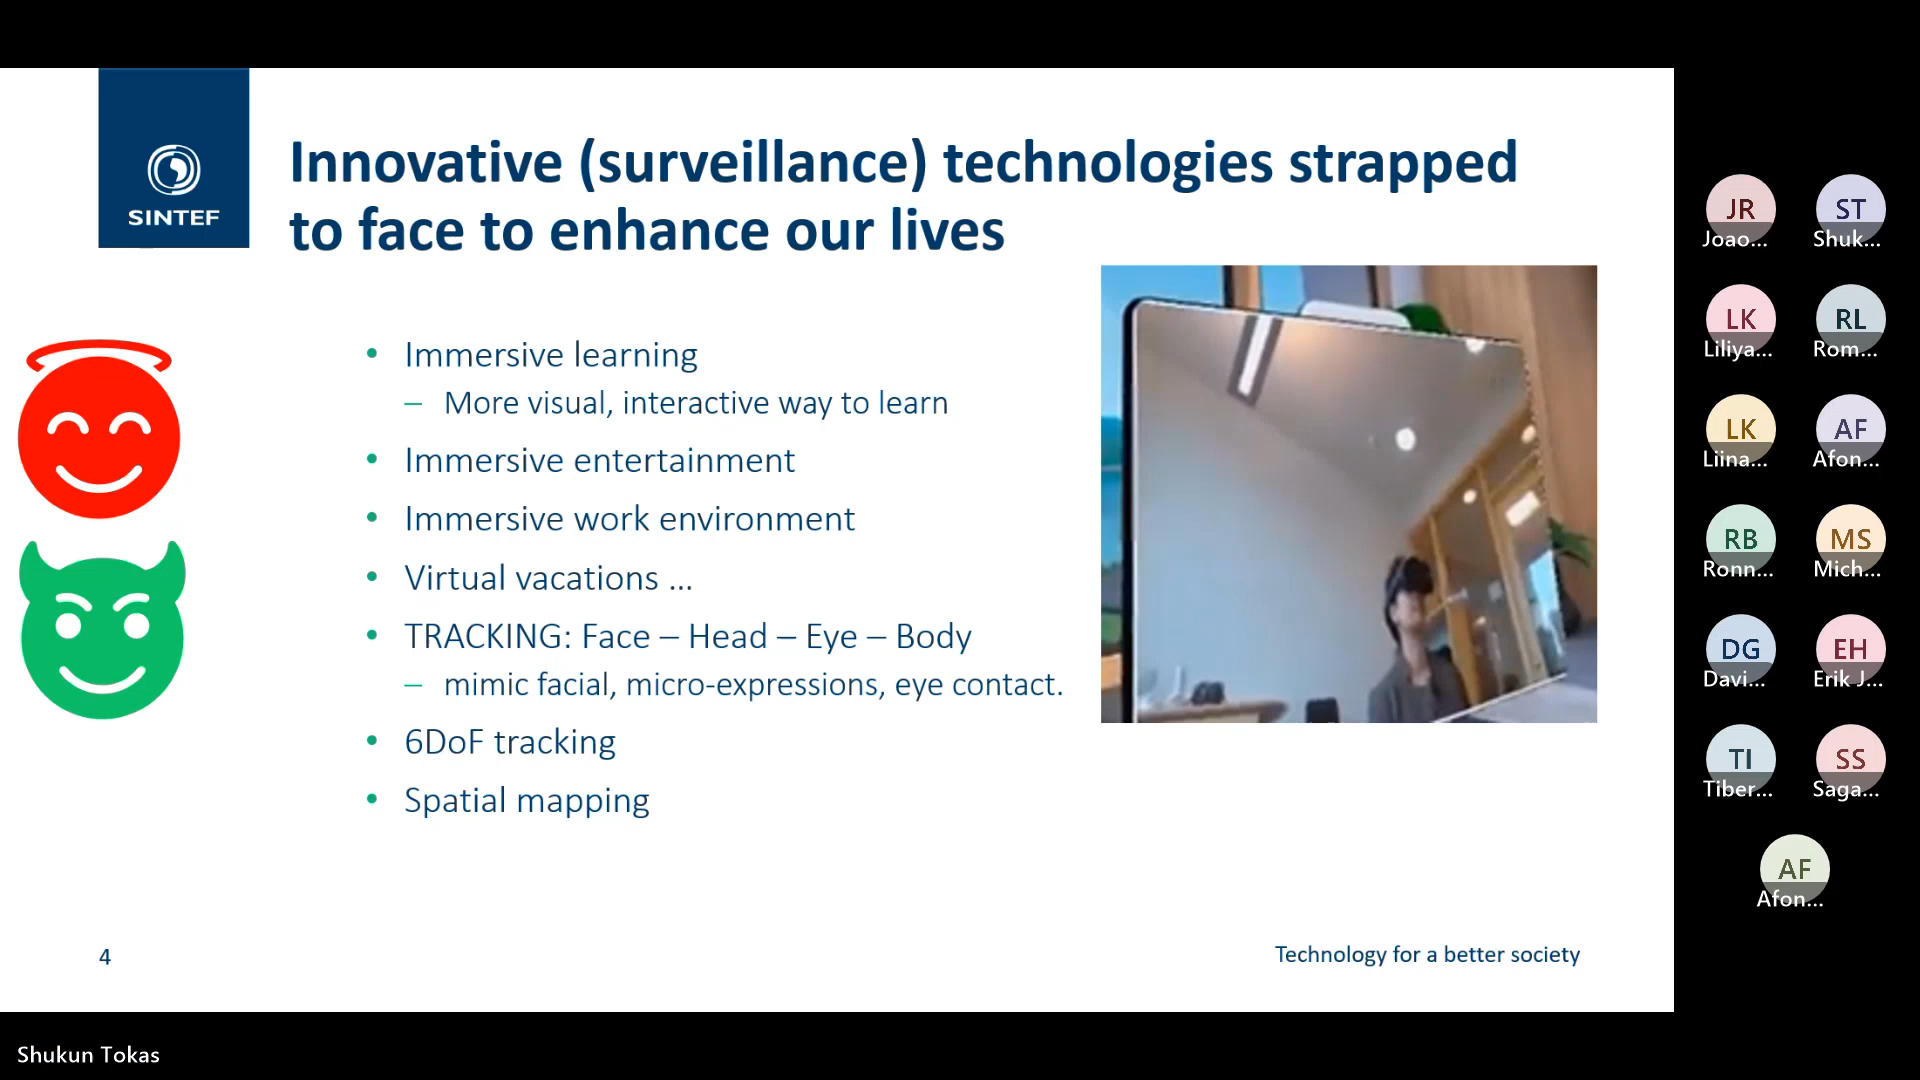 SINTEF
Innovative (surveillance) technologies strapped
to face to enhance our lives
• Immersive learning
– More visual, interactive way to learn
• Immersive entertainment
• Immersive work environment
• Virtual vacations ...
• TRACKING: Face – Head – Eye – Body
– mimic facial, micro-expressions, eye contact.
• 6DoF tracking
• Spatial mapping
4
Technology for a better society
JR
Joao...
ST
Shuk...
LK
Liliya...
RL
Rom...
LK
Liina...
AF
Afon...
RB
Ronn...
MS
Mich...
DG
Davi...
EH
Erik J...
TI
Tiber...
SS
Saga...
AF
Afon...
Shukun Tokas